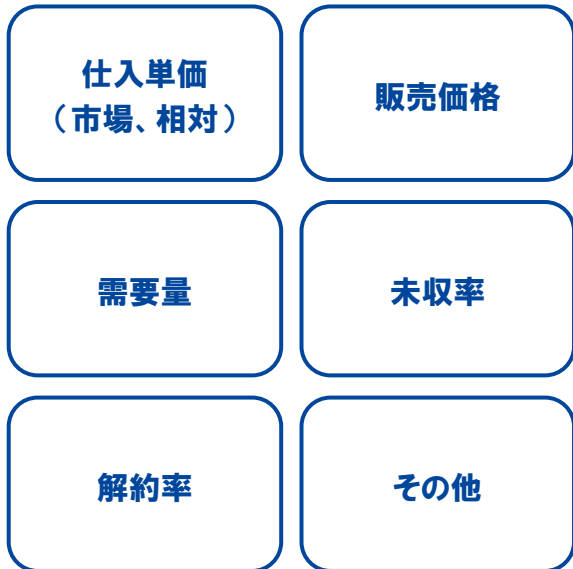 仕入単価
（市場、相対）
販売価格
需要量
未収率
解約率
その他